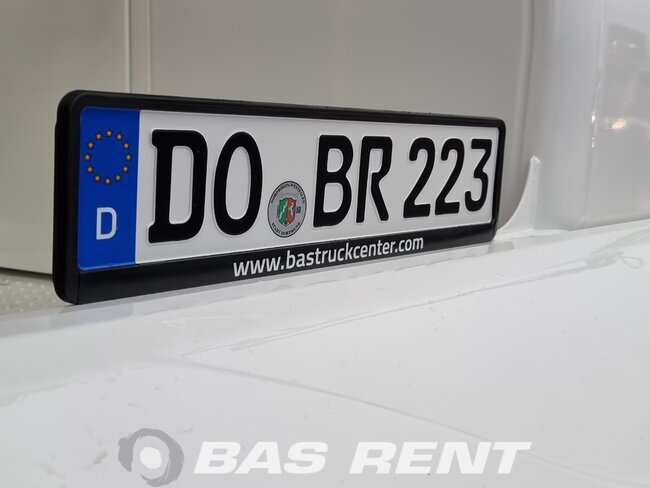 D
DO BR 223
www.bastruckcenter.com
BAS RENT